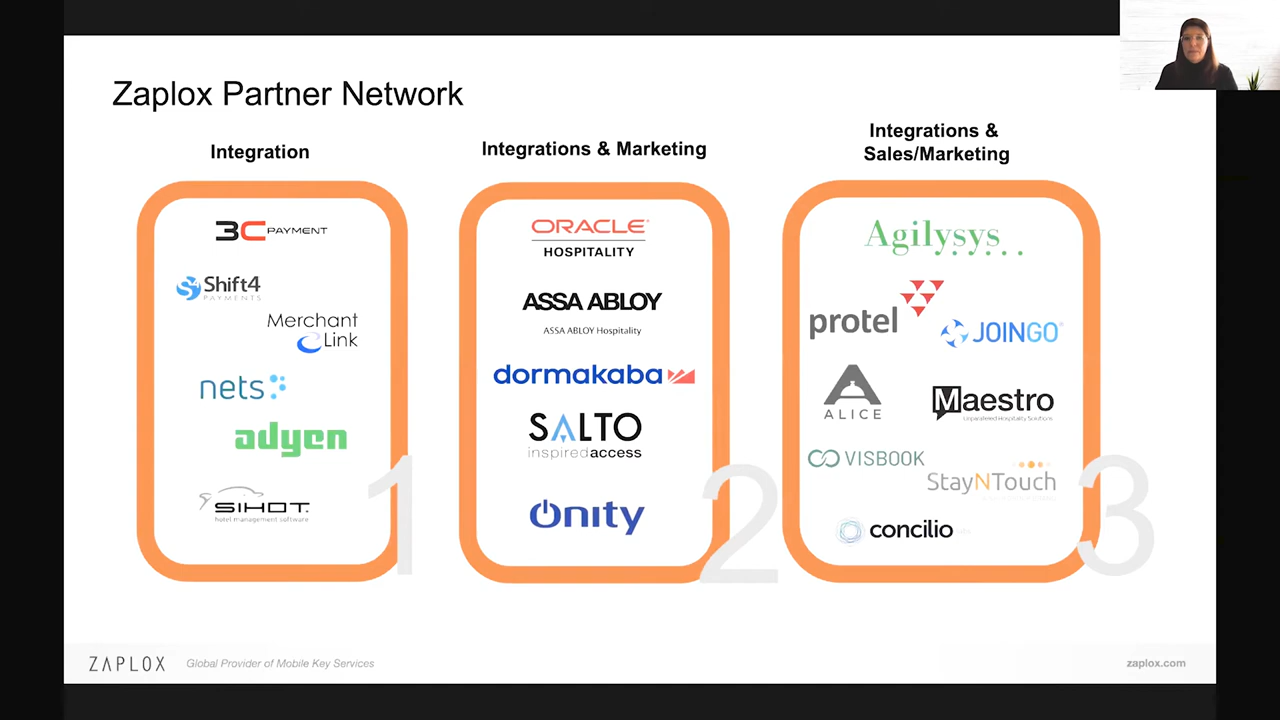 Zaplox Partner Network
Integration
3C PAYMENT
Shift4
PAYMENTS
Merchant
Link
nets
adyen
SIHOT.
hotel management software
1
Integrations & Marketing
ORACLE
HOSPITALITY
ASSA ABLOY
ASSA ABLOY Hospitality
dormakaba
SALTO
inspiredaccess
Onity
2
Integrations &
Sales/Marketing
Agilysys
protel
JOINGO
ALICE
Maestro
Hospitality Solutions
VISBOOK
StayNTouch
concilio
3
ZAPLOX Global Provider of Mobile Key Services
zaplox.com